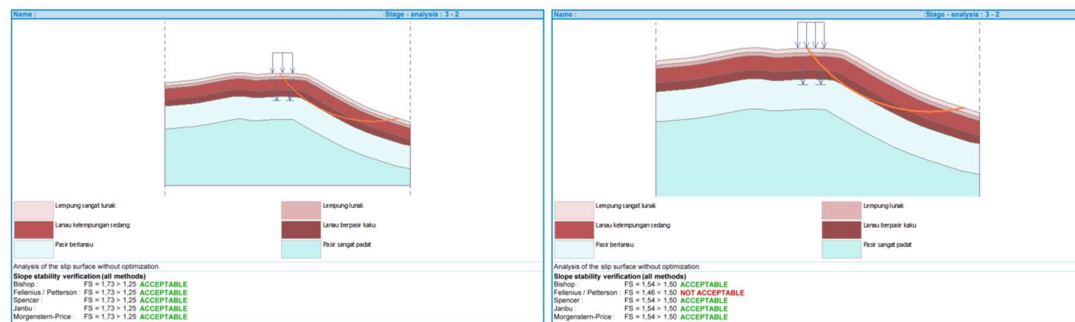 Name :
Stage - analysis : 3 - 2
Lempung sangat lunak
Lempung lunak
Lanau kelempungan sedang
Lanau berpasir kaku
Pasir berlanau
Pasir sangat padat
Analysis of the slip surface without optimization.
Slope stability verification (all methods)
Bishop : FS = 1,73 > 1,25 ACCEPTABLE
Fellenius / Petterson : FS = 1,73 > 1,25 ACCEPTABLE
Spencer : FS = 1,73 > 1,25 ACCEPTABLE
Janbu : FS = 1,73 > 1,25 ACCEPTABLE
Morgenstern-Price : FS = 1,73 > 1,25 ACCEPTABLE
Name :
Stage - analysis : 3 - 2
Lempung sangat lunak
Lempung lunak
Lanau kelempungan sedang
Lanau berpasir kaku
Pasir berlanau
Pasir sangat padat
Analysis of the slip surface without optimization.
Slope stability verification (all methods)
Bishop : FS = 1,54 > 1,50 ACCEPTABLE
Fellenius / Petterson : FS = 1,46 < 1,50 NOT ACCEPTABLE
Spencer : FS = 1,54 > 1,50 ACCEPTABLE
Janbu : FS = 1,54 > 1,50 ACCEPTABLE
Morgenstern-Price : FS = 1,54 > 1,50 ACCEPTABLE